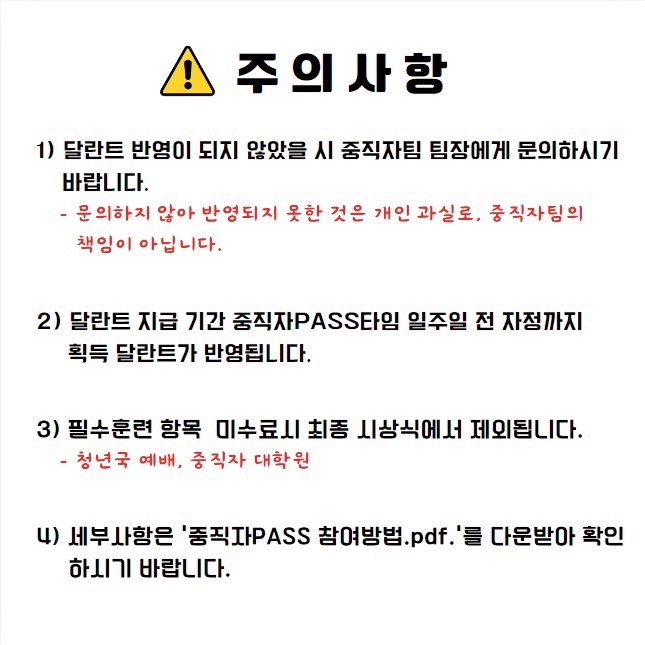 주의사항
1) 달란트 반영이 되지 않았을 시 중직자팀 팀장에게 문의하시기
바랍니다.
- 문의하지 않아 반영되지 못한 것은 개인 과실로, 중직자팀의
책임이 아닙니다.
2) 달란트 지급 기간 중직자PASS타임 일주일 전 자정까지
획득 달란트가 반영됩니다.
3) 필수훈련 항목 미수료시 최종 시상식에서 제외됩니다.
- 청년국 예배, 중직자 대학원
4) 세부사항은 '중직자PASS 참여방법.pdf.'를 다운받아 확인
하시기 바랍니다.